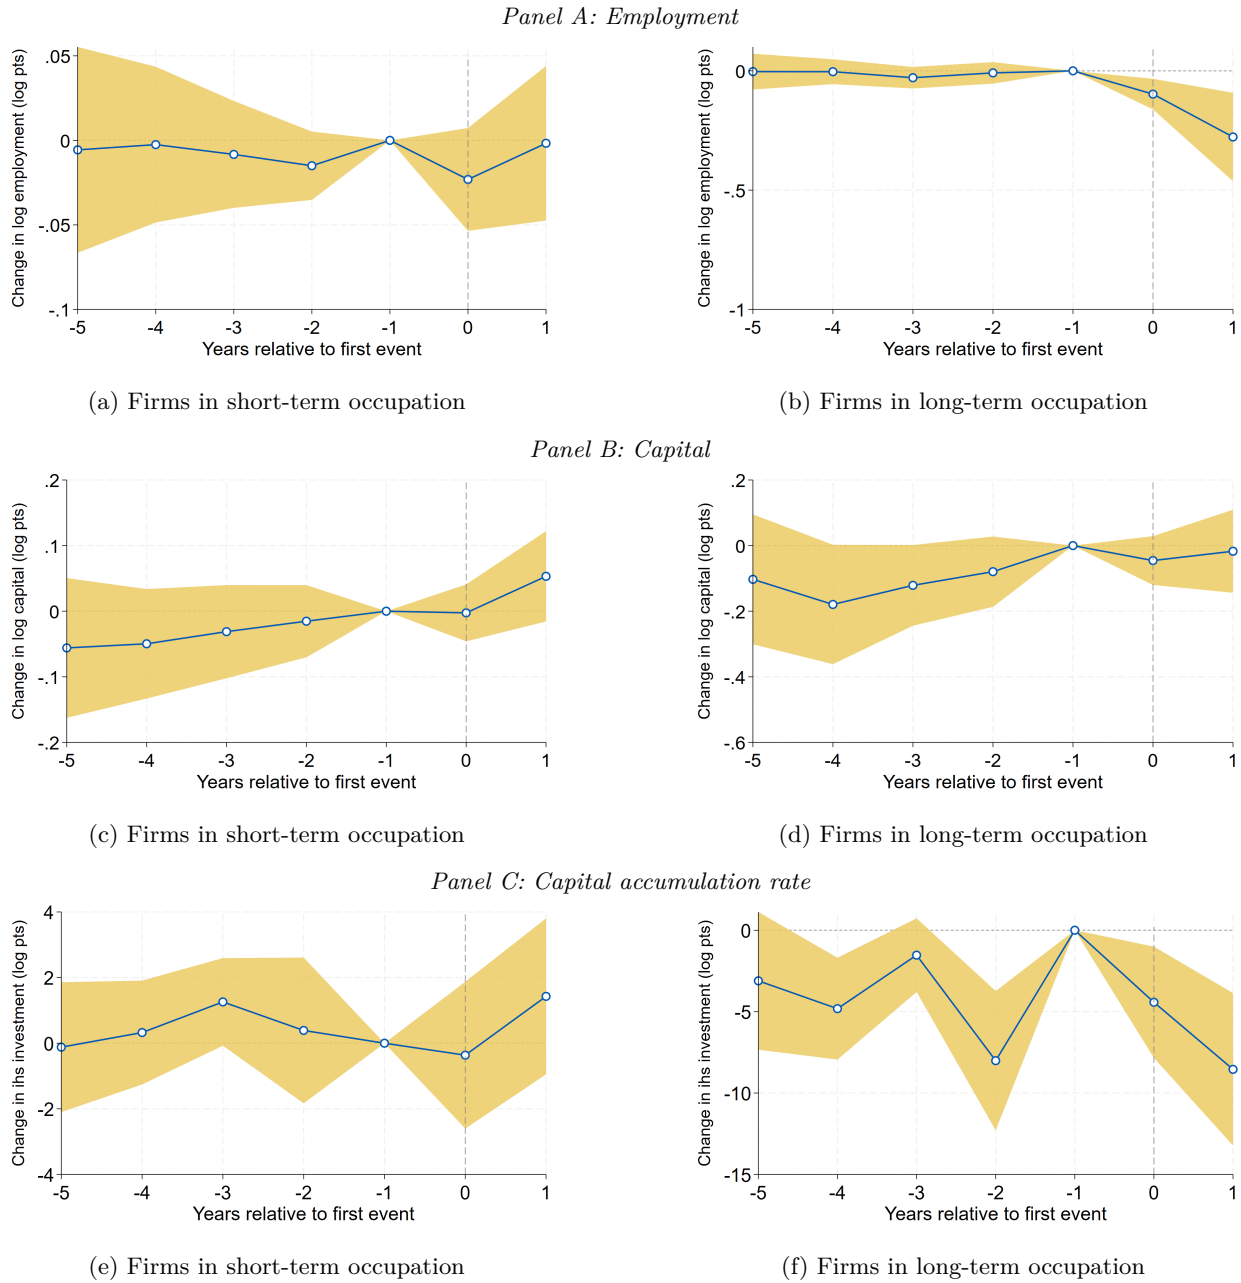 Panel A: Employment
Change in log employment (log pts)
.05
0
-.05
-.1
-5 -4 -3 -2 -1 0 1
Years relative to first event
(a) Firms in short-term occupation
Change in log employment (log pts)
0
-.5
-1
-5 -4 -3 -2 -1 0 1
Years relative to first event
(b) Firms in long-term occupation
Panel B: Capital
Change in log capital (log pts)
.2
.1
0
-.1
-.2
-5 -4 -3 -2 -1 0 1
Years relative to first event
(c) Firms in short-term occupation
Change in log capital (log pts)
.2
0
-.2
-.4
-.6
-5 -4 -3 -2 -1 0 1
Years relative to first event
(d) Firms in long-term occupation
Panel C: Capital accumulation rate
Change in ihs investment (log pts)
4
2
0
-2
-4
-5 -4 -3 -2 -1 0 1
Years relative to first event
(e) Firms in short-term occupation
Change in ihs investment (log pts)
0
-5
-10
-15
-5 -4 -3 -2 -1 0 1
Years relative to first event
(f) Firms in long-term occupation